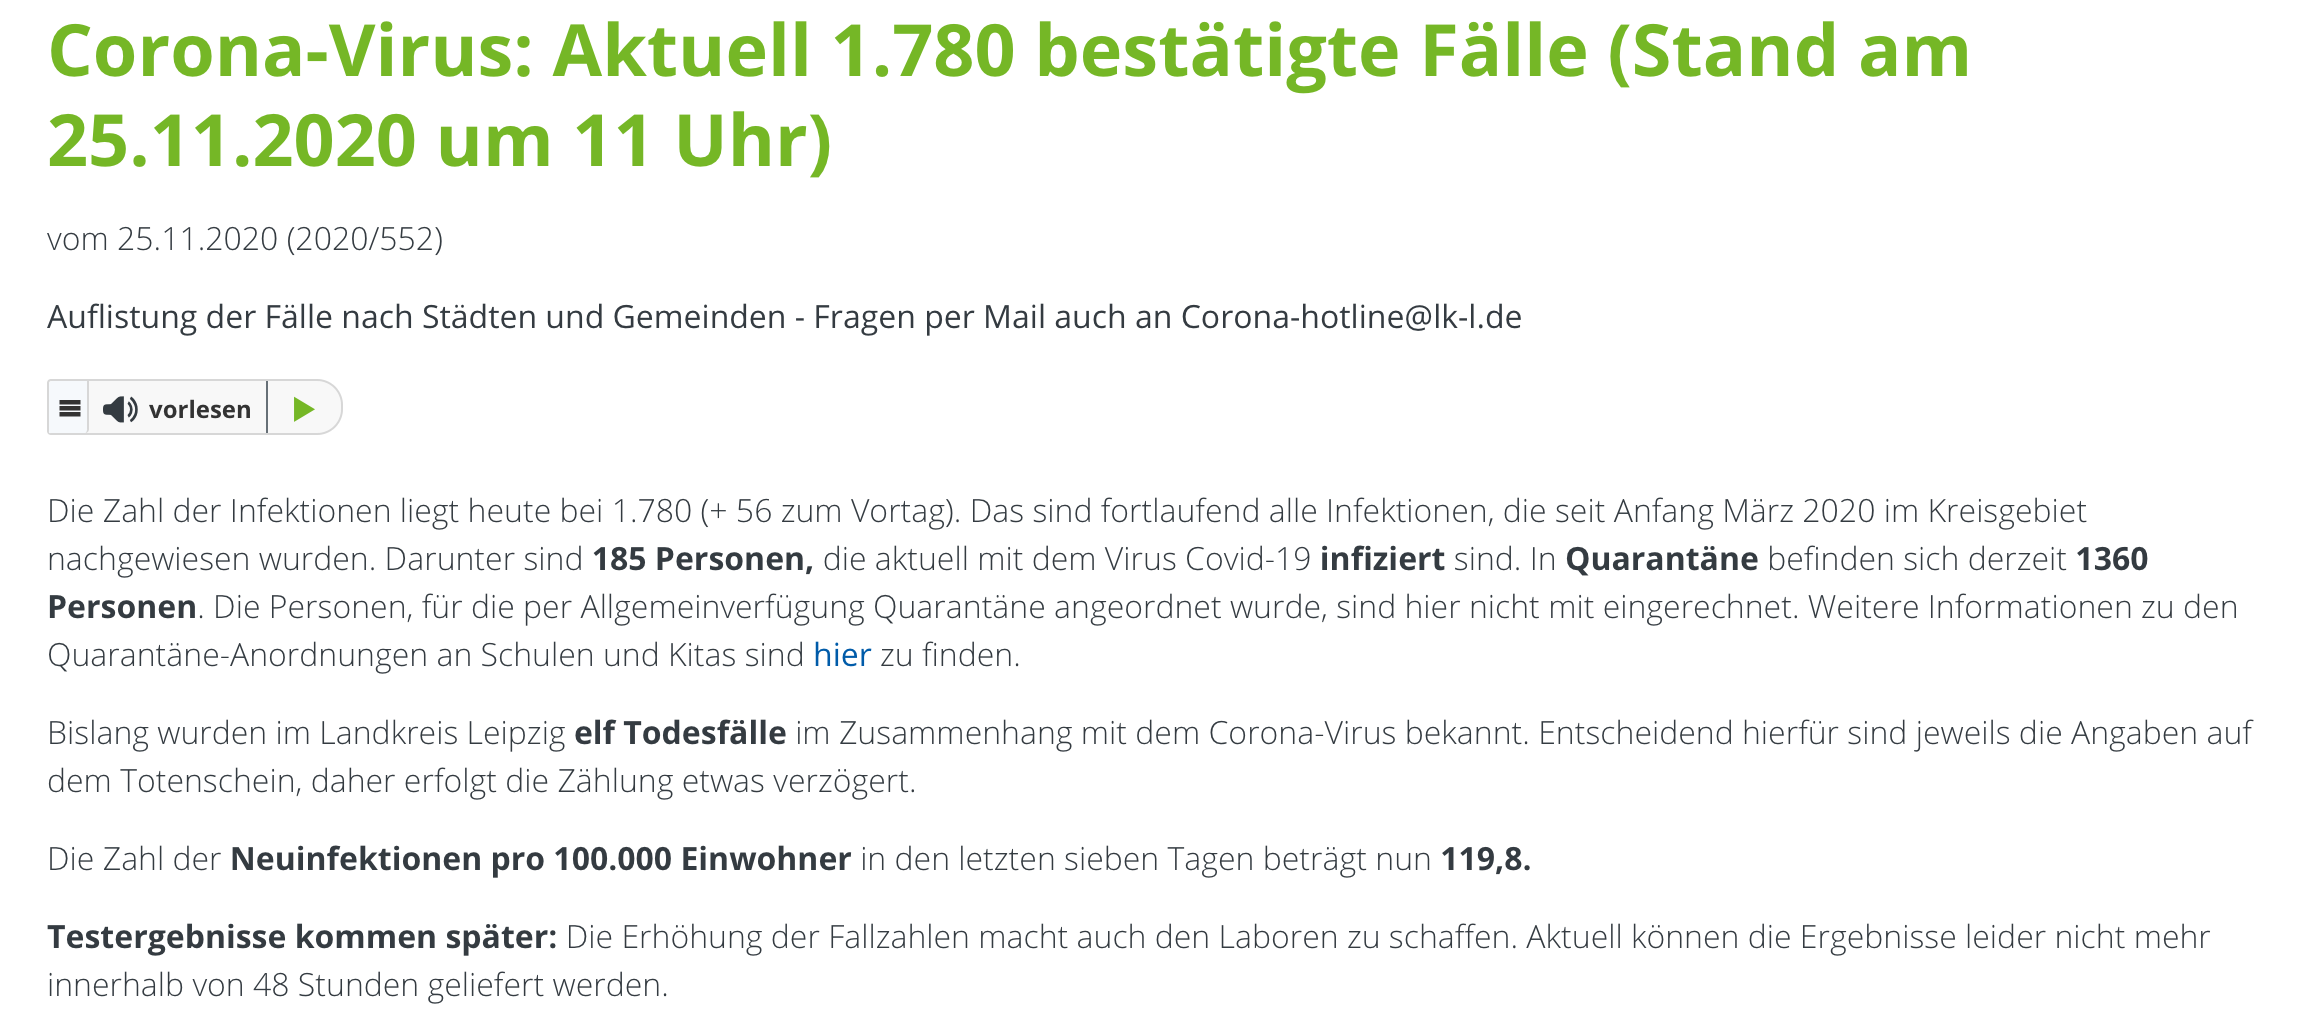 Corona-Virus: Aktuell 1.780 bestätigte Fälle (Stand am
25.11.2020 um 11 Uhr)
vom 25.11.2020 (2020/552)
Auflistung der Fälle nach Städten und Gemeinden - Fragen per Mail auch an Corona-hotline@lk-l.de
vorlesen
Die Zahl der Infektionen liegt heute bei 1.780 (+ 56 zum Vortag). Das sind fortlaufend alle Infektionen, die seit Anfang März 2020 im Kreisgebiet
nachgewiesen wurden. Darunter sind 185 Personen, die aktuell mit dem Virus Covid-19 infiziert sind. In Quarantäne befinden sich derzeit 1360
Personen. Die Personen, für die per Allgemeinverfügung Quarantäne angeordnet wurde, sind hier nicht mit eingerechnet. Weitere Informationen zu den
Quarantäne-Anordnungen an Schulen und Kitas sind hier zu finden.
Bislang wurden im Landkreis Leipzig elf Todesfälle im Zusammenhang mit dem Corona-Virus bekannt. Entscheidend hierfür sind jeweils die Angaben auf
dem Totenschein, daher erfolgt die Zählung etwas verzögert.
Die Zahl der Neuinfektionen pro 100.000 Einwohner in den letzten sieben Tagen beträgt nun 119,8.
Testergebnisse kommen später: Die Erhöhung der Fallzahlen macht auch den Laboren zu schaffen. Aktuell können die Ergebnisse leider nicht mehr
innerhalb von 48 Stunden geliefert werden.